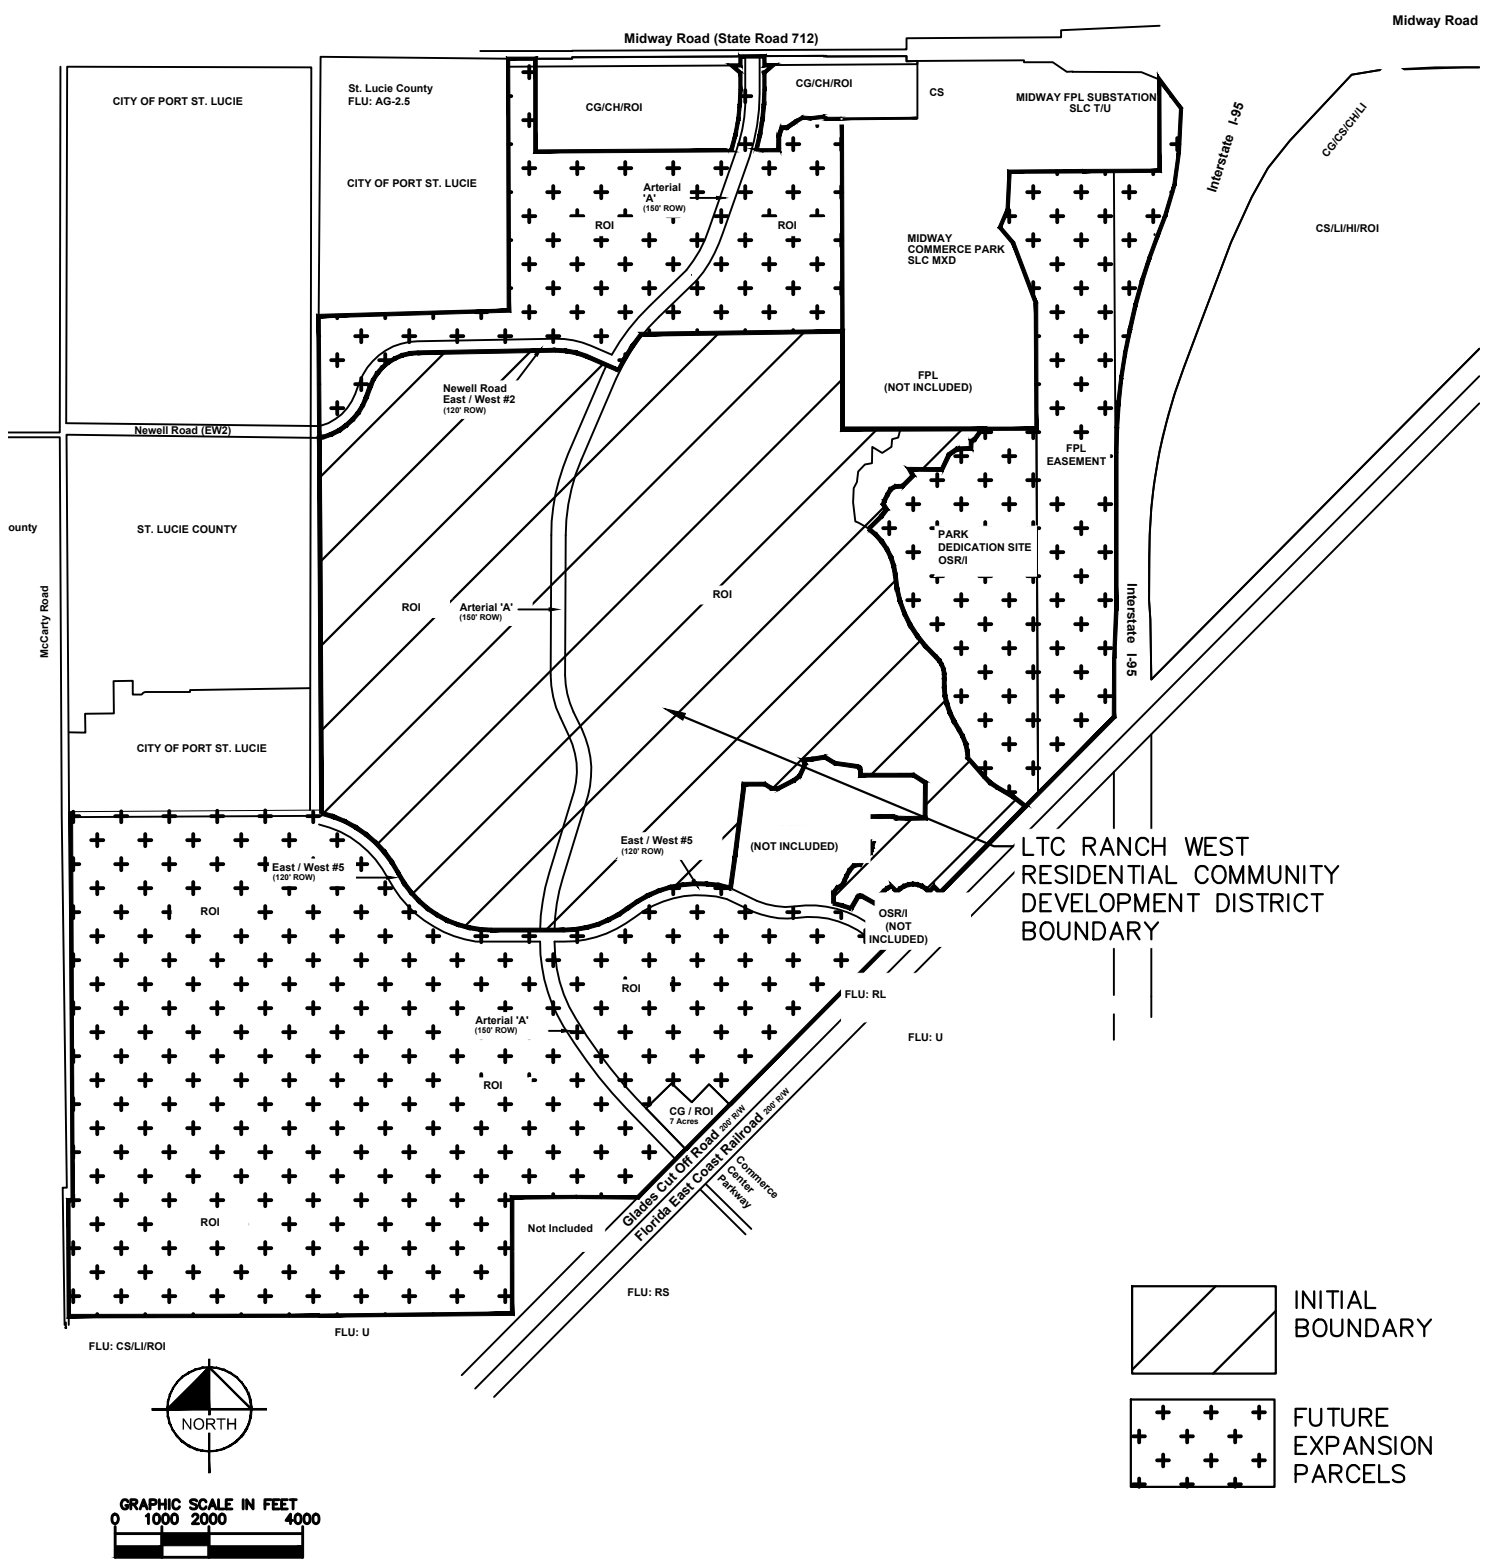 Midway Road
Midway Road (State Road 712)
CITY OF PORT ST. LUCIE
St. Lucie County
FLU: AG-2.5
CG/CH/ROI
CG/CH/ROI
CS
MIDWAY FPL SUBSTATION
SLC T/U
Interstate I-95
CG/CS/CH/LI
CITY OF PORT ST. LUCIE
Arterial
'A'
(150' ROW)
ROI
ROI
MIDWAY
COMMERCE PARK
SLC MXD
CS/LI/HI/ROI
FPL
(NOT INCLUDED)
Newell Road
East / West #2
(120' ROW)
Newell Road (EW2)
FPL
EASEMENT
ounty
ST. LUCIE COUNTY
PARK
DEDICATION SITE
OSR/I
McCarty Road
ROI
Arterial 'A'
(150' ROW)
ROI
Interstate I-95
CITY OF PORT ST. LUCIE
East / West #5
(120' ROW)
East / West #5
(120' ROW)
(NOT INCLUDED)
LTC RANCH WEST
RESIDENTIAL COMMUNITY
DEVELOPMENT DISTRICT
BOUNDARY
ROI
OSR/I
(NOT
INCLUDED)
ROI
FLU: RL
Arterial 'A'
(150' ROW)
FLU: U
ROI
CG / ROI
7 Acres
Glades Cut Off Road 200' R/W
Florida East Coast Railroad 200' R/W
Commerce
Center
Parkway
ROI
Not Included
FLU: RS
FLU: U
FLU: CS/LI/ROI
INITIAL
BOUNDARY
FUTURE
EXPANSION
PARCELS
NORTH
GRAPHIC SCALE IN FEET
0 1000 2000 4000